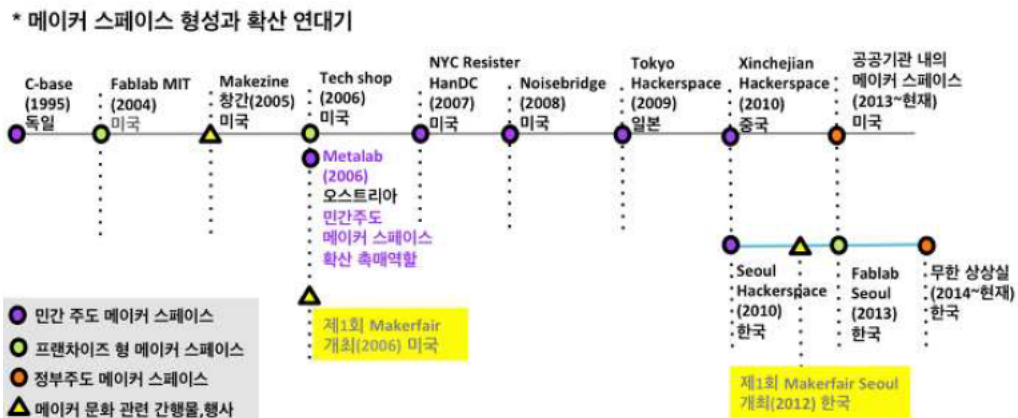 * 메이커 스페이스 형성과 확산 연대기
C-base
(1995)
독일
Fablab MIT
(2004)
미국
Makezine
창간(2005)
미국
Tech shop
(2006)
미국
NYC Resister
HanDC
(2007)
미국
Noisebridge
(2008)
미국
Tokyo
Hackerspace
(2009)
일본
Xinchejian
Hackerspace
(2010)
중국
공공기관 내의
메이커 스페이스
(2013~현재)
미국
Metalab
(2006)
오스트리아
민간주도
메이커 스페이스
확산 촉매역할
제1회 Makerfair
개최(2006) 미국
Seoul
Hackerspace
(2010)
한국
Fablab
Seoul
(2013)
한국
무한 상상실
(2014~현재)
한국
제1회 Makerfair Seoul
개최(2012) 한국
민간 주도 메이커 스페이스
프랜차이즈 형 메이커 스페이스
정부주도 메이커 스페이스
메이커 문화 관련 간행물,행사